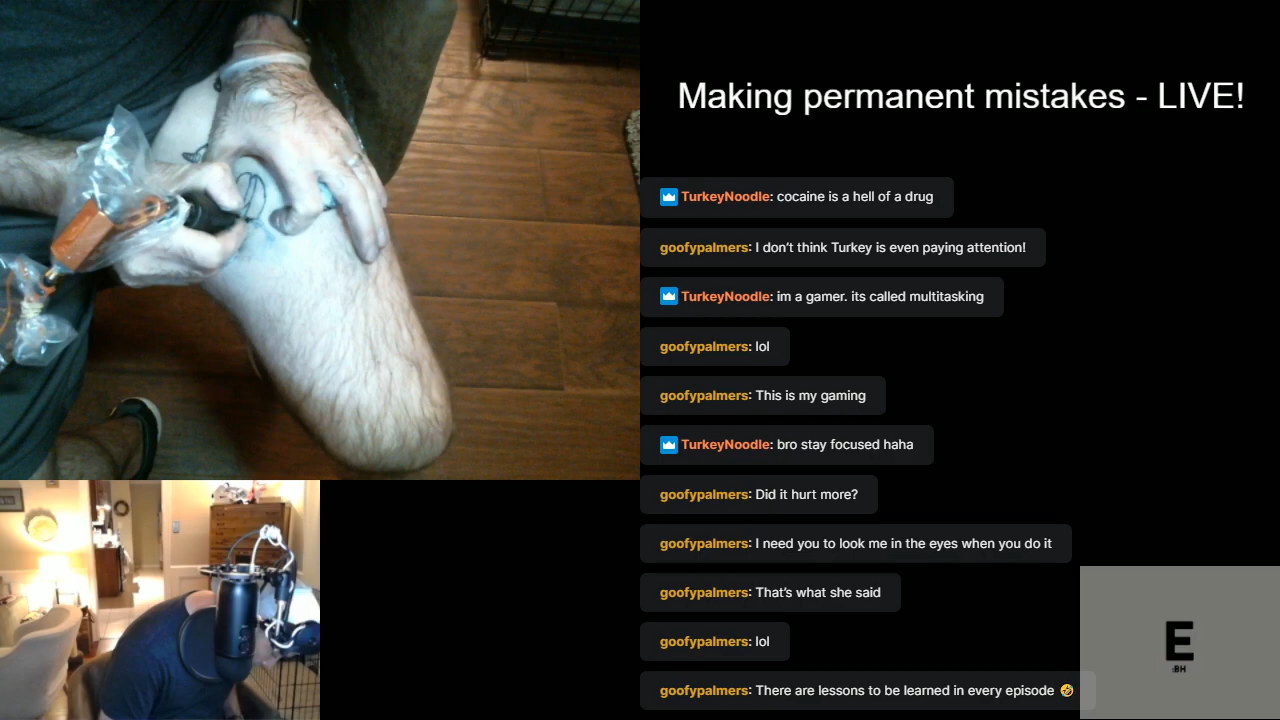 Making permanent mistakes - LIVE!
TurkeyNoodle: cocaine is a hell of a drug
goofypalmers: I don't think Turkey is even paying attention!
TurkeyNoodle: im a gamer. its called multitasking
goofypalmers: lol
goofypalmers: This is my gaming
TurkeyNoodle: bro stay focused haha
goofypalmers: Did it hurt more?
goofypalmers: I need you to look me in the eyes when you do it
goofypalmers: That's what she said
goofypalmers: lol
goofypalmers: There are lessons to be learned in every episode 🤣
E
:BH